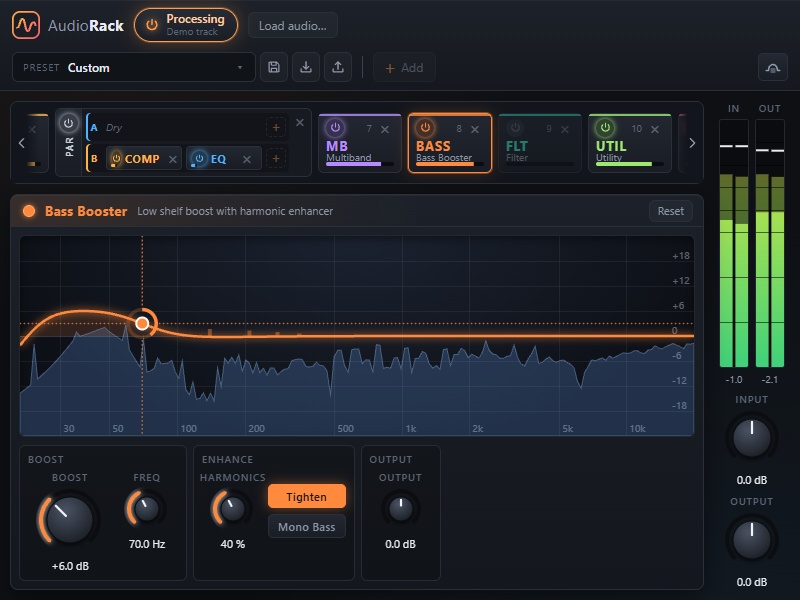 AudioRack
Processing
Demo track
Load audio...
PRESET Custom
+ Add
PAR
A Dry
B COMP EQ
7
MB
Multiband
8
BASS
Bass Booster
9
FLT
Filter
10
UTIL
Utility
IN OUT
Bass Booster Low shelf boost with harmonic enhancer
Reset
+18
+12
+6
0
-6
-12
-18
30 50 100 200 500 1k 2k 5k 10k
-1.0 -2.1
INPUT
0.0 dB
OUTPUT
0.0 dB
BOOST
BOOST FREQ
+6.0 dB
70.0 Hz
ENHANCE
HARMONICS
40 %
Tighten
Mono Bass
OUTPUT
OUTPUT
0.0 dB